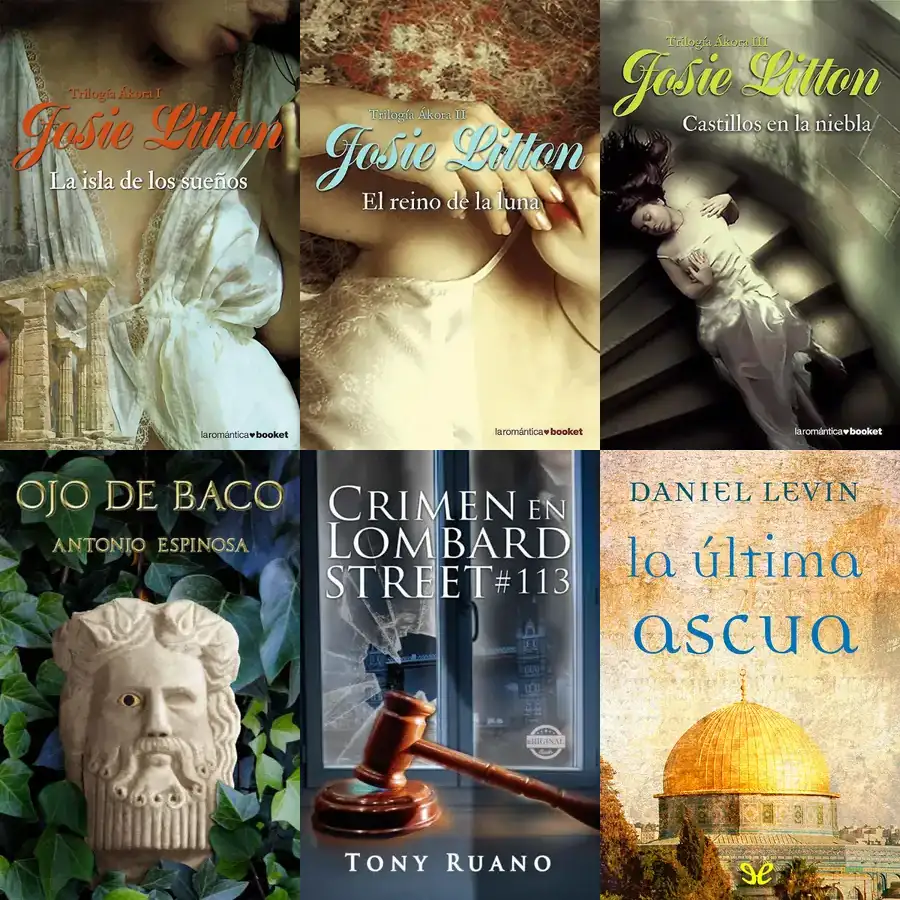 Trilogía Ákora I
Josie Litton
La isla de los sueños
laromántica♥booket
Trilogía Ákora II
Josie Litton
El reino de la luna
laromántica♥booket
Trilogía Ákora III
Josie Litton
Castillos en la niebla
laromántica♥booket
OJO DE BACO
ANTONIO ESPINOSA
CRIMEN EN
LOMBARD
STREET #113
ORIGINAL
TONY RUANO
DANIEL LEVIN
la última
ascua